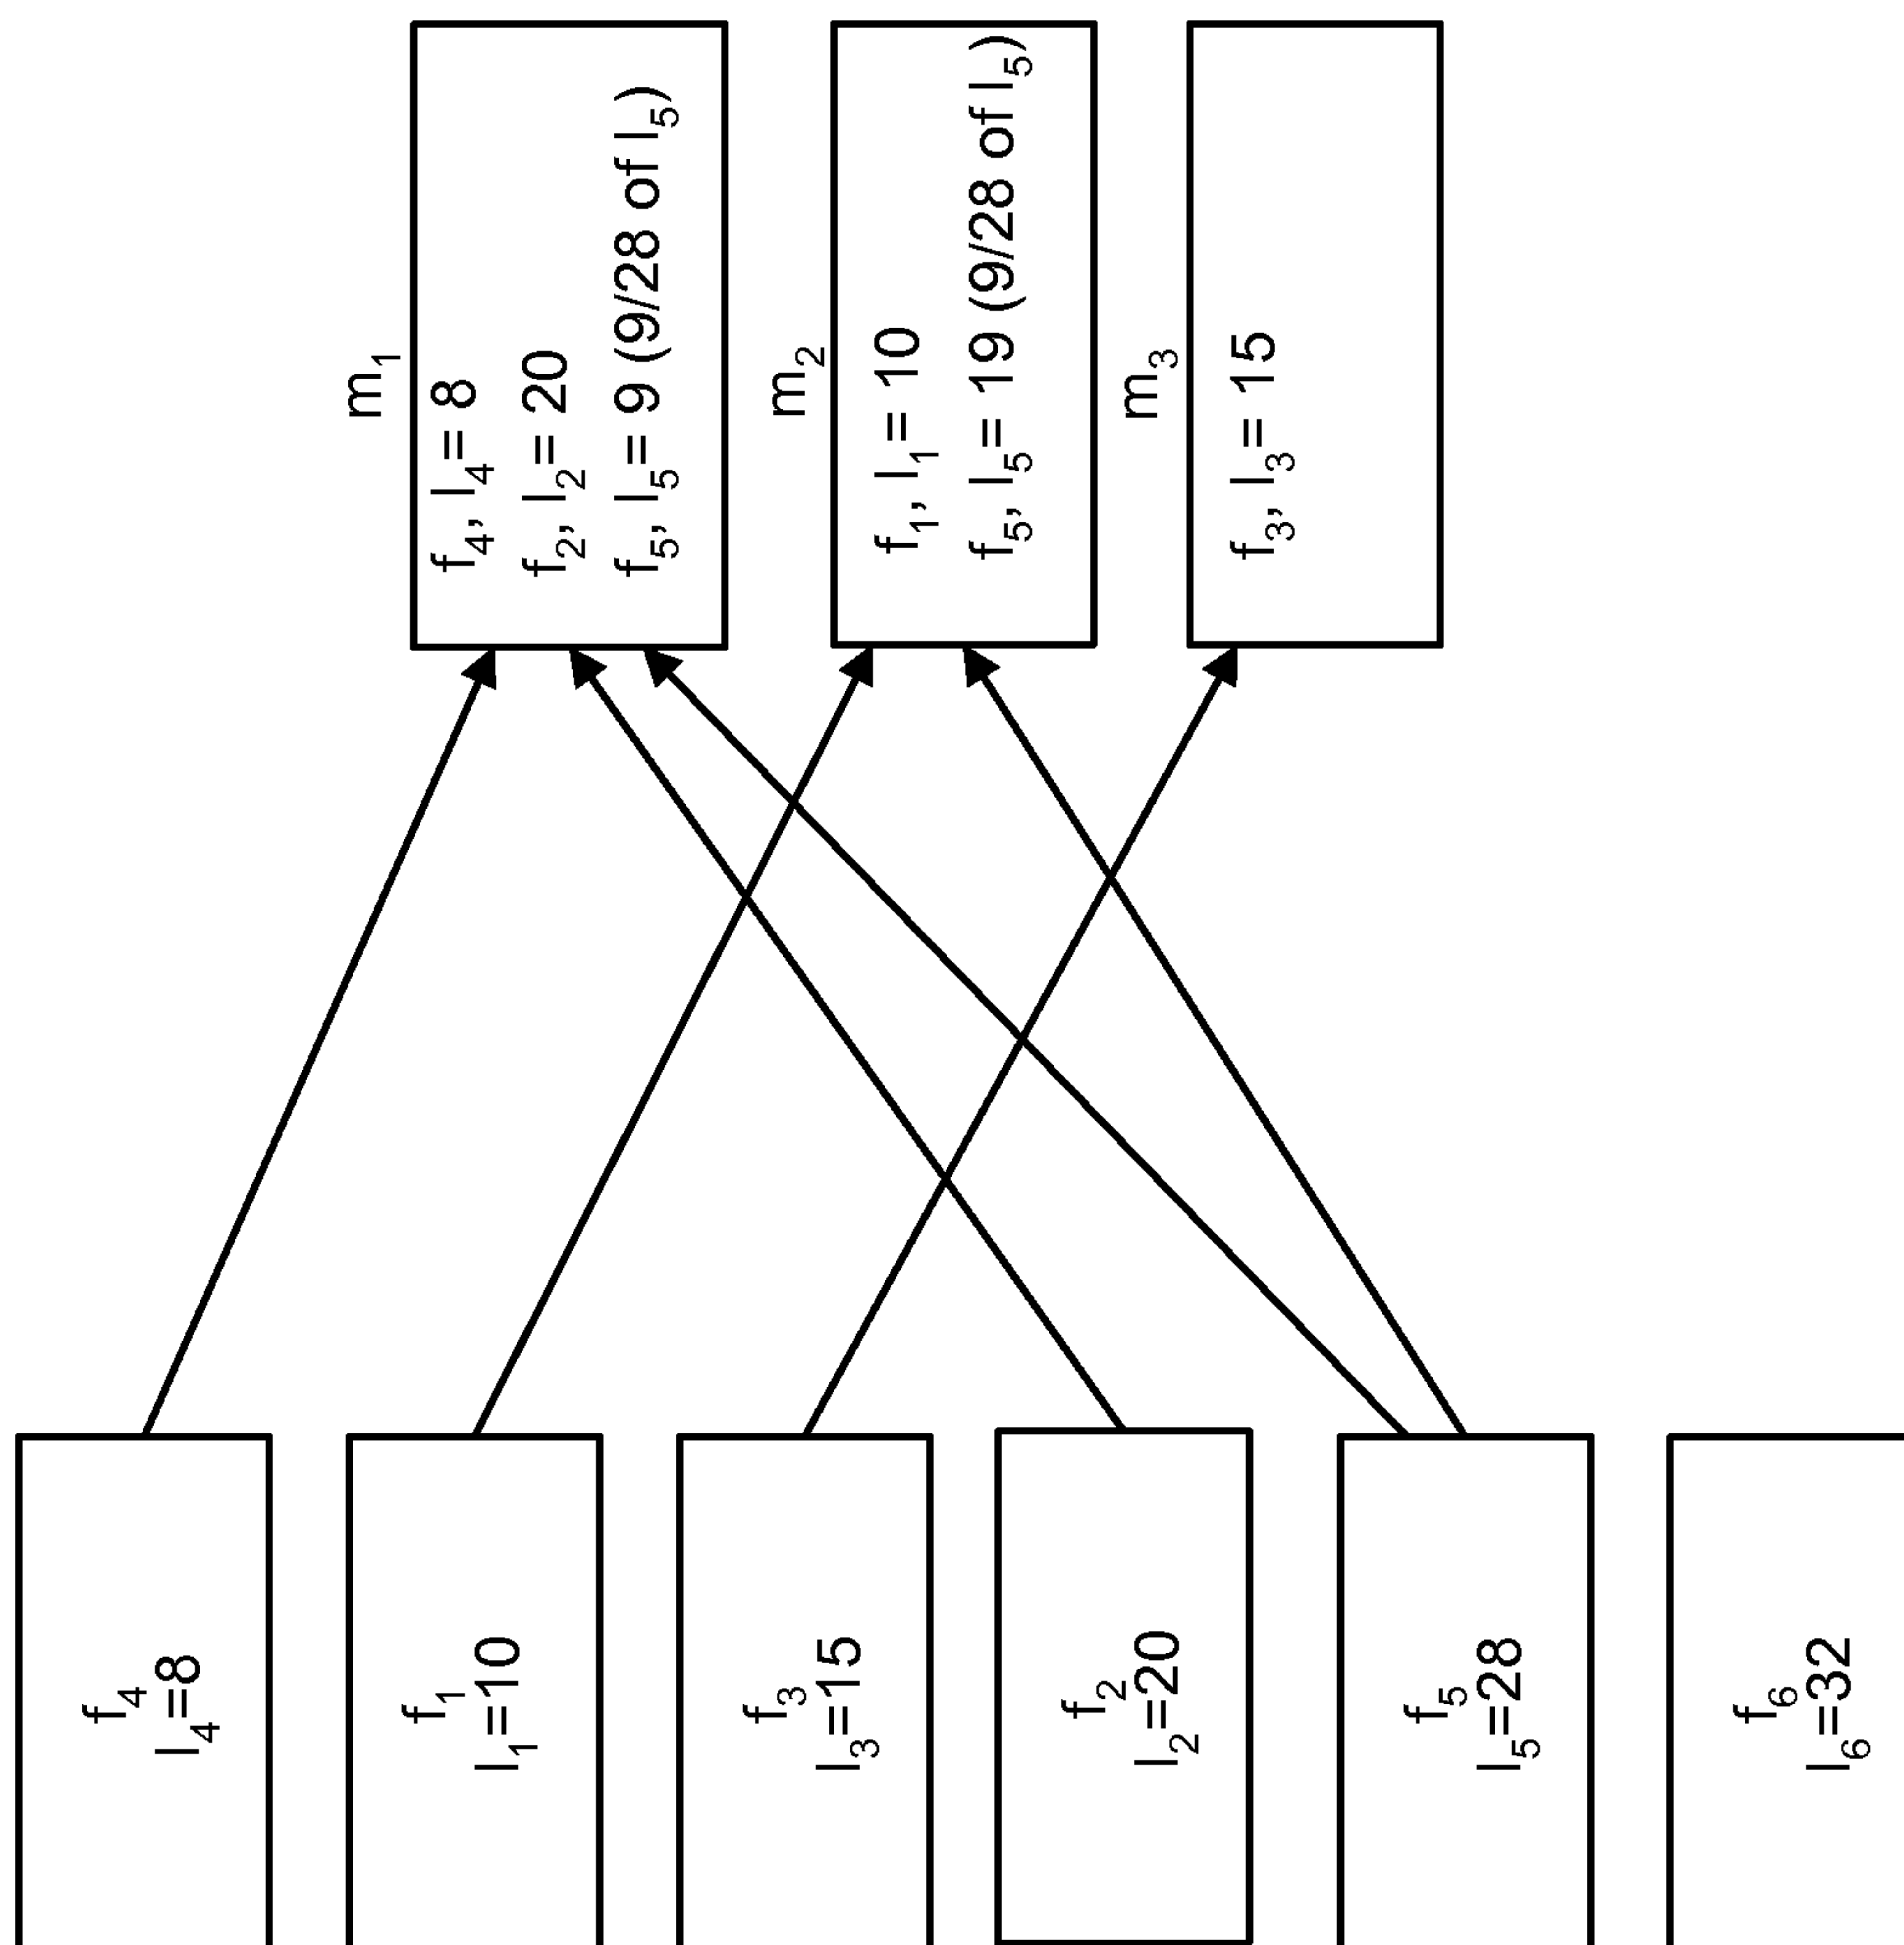 m1
f4, l4= 8
f2, l2= 20
f5, l5= 9 (9/28 of l5)
m2
f1, l1= 10
f5, l5= 19 (9/28 of l5)
m3
f3, l3= 15
f4
l4=8
f1
l1=10
f3
l3=15
f2
l2=20
f5
l5=28
f6
l6=32